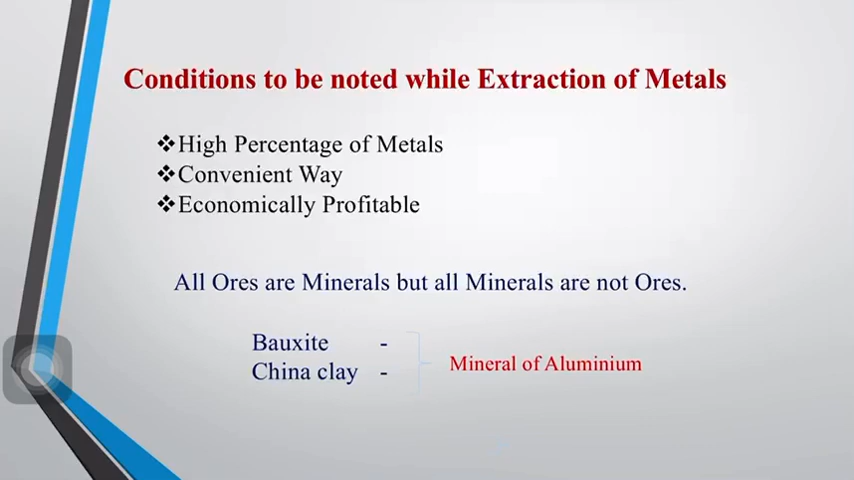 Conditions to be noted while Extraction of Metals
❖High Percentage of Metals
❖Convenient Way
❖Economically Profitable
All Ores are Minerals but all Minerals are not Ores.
Bauxite -
China clay -
Mineral of Aluminium